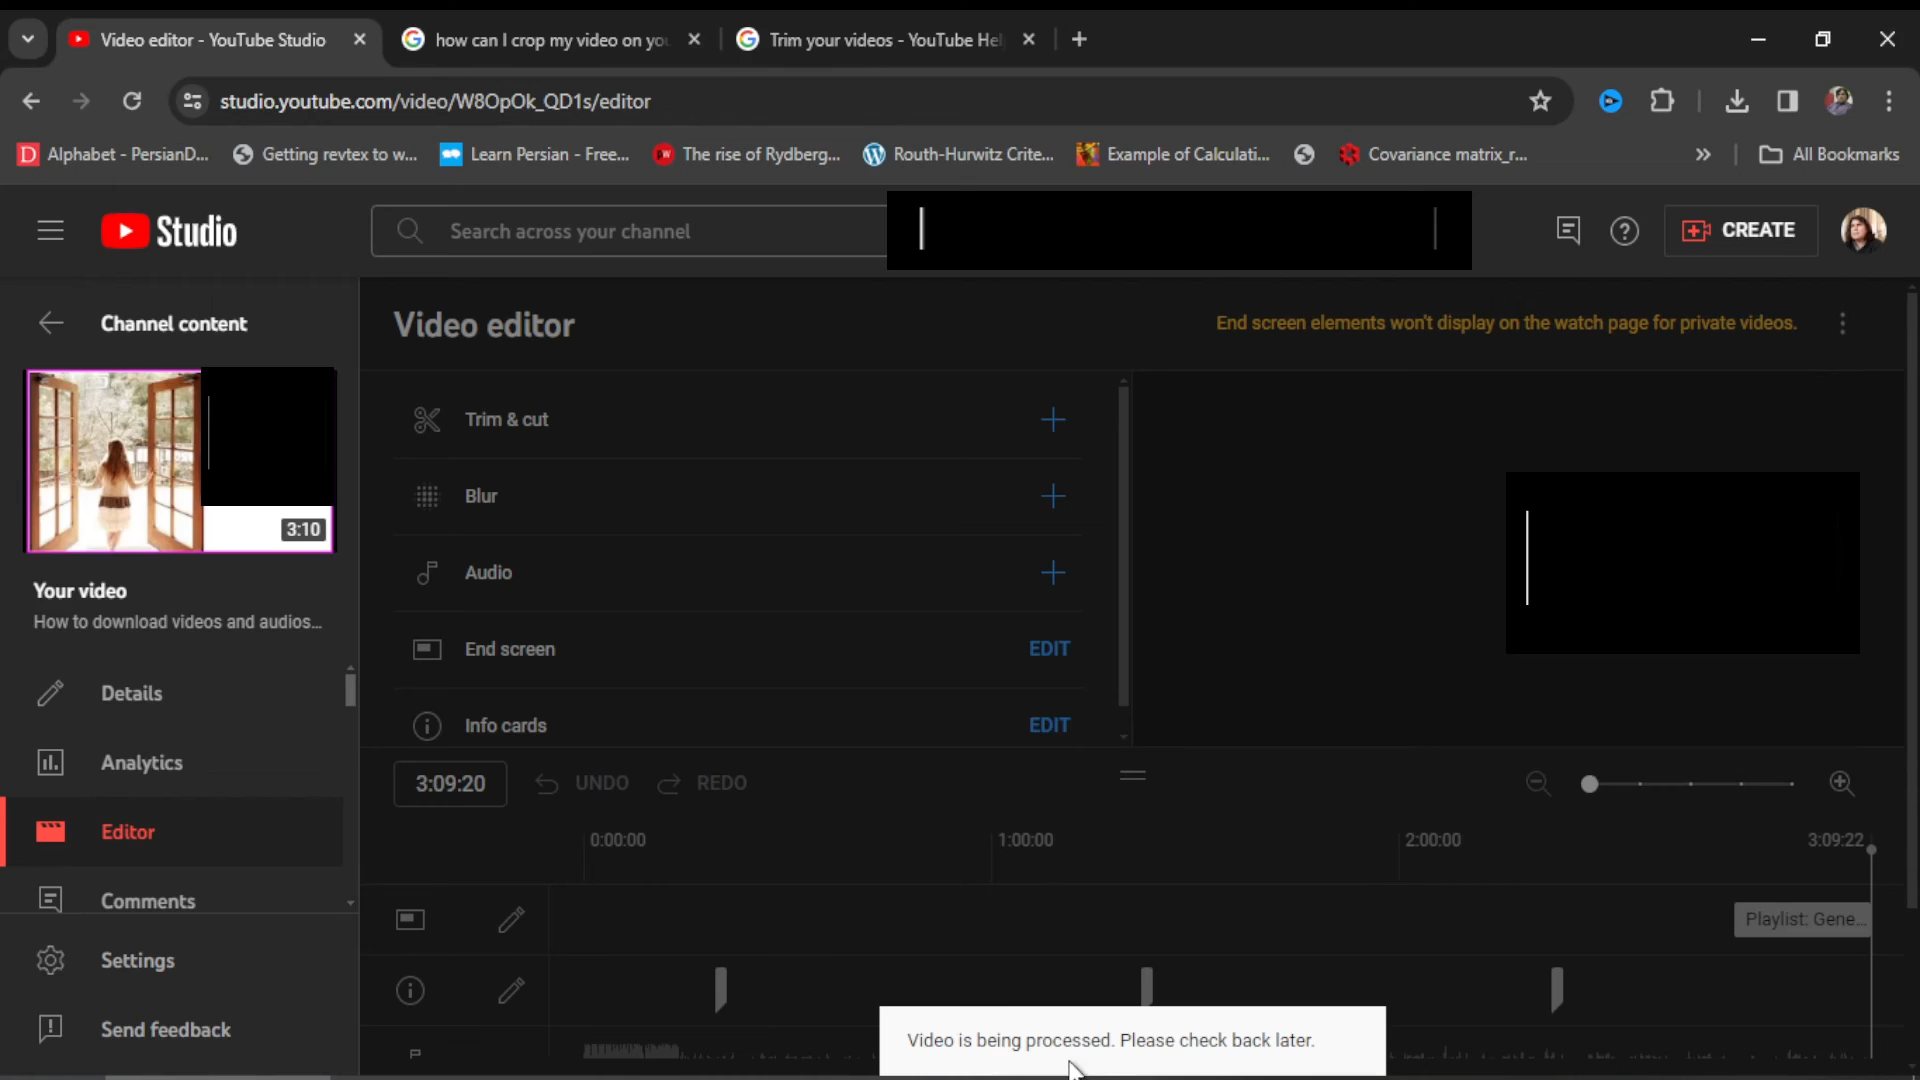 Video editor - YouTube Studio
how can I crop my video on yo
Trim your videos - YouTube Hel
studio.youtube.com/video/W8OpOk_QD1s/editor
Alphabet - PersianD...
Getting revtex to w...
Learn Persian - Free...
The rise of Rydberg...
Routh-Hurwitz Crite...
Example of Calculati...
Covariance matrix_r...
All Bookmarks
Studio
Search across your channel
CREATE
Channel content
Video editor
End screen elements won't display on the watch page for private videos.
3:10
Your video
How to download videos and audios...
Details
Analytics
Editor
Comments
Settings
Send feedback
Trim & cut
Blur
Audio
End screen
EDIT
Info cards
EDIT
3:09:20
UNDO
REDO
0:00:00
1:00:00
2:00:00
3:09:22
Playlist: Gene...
Video is being processed. Please check back later.